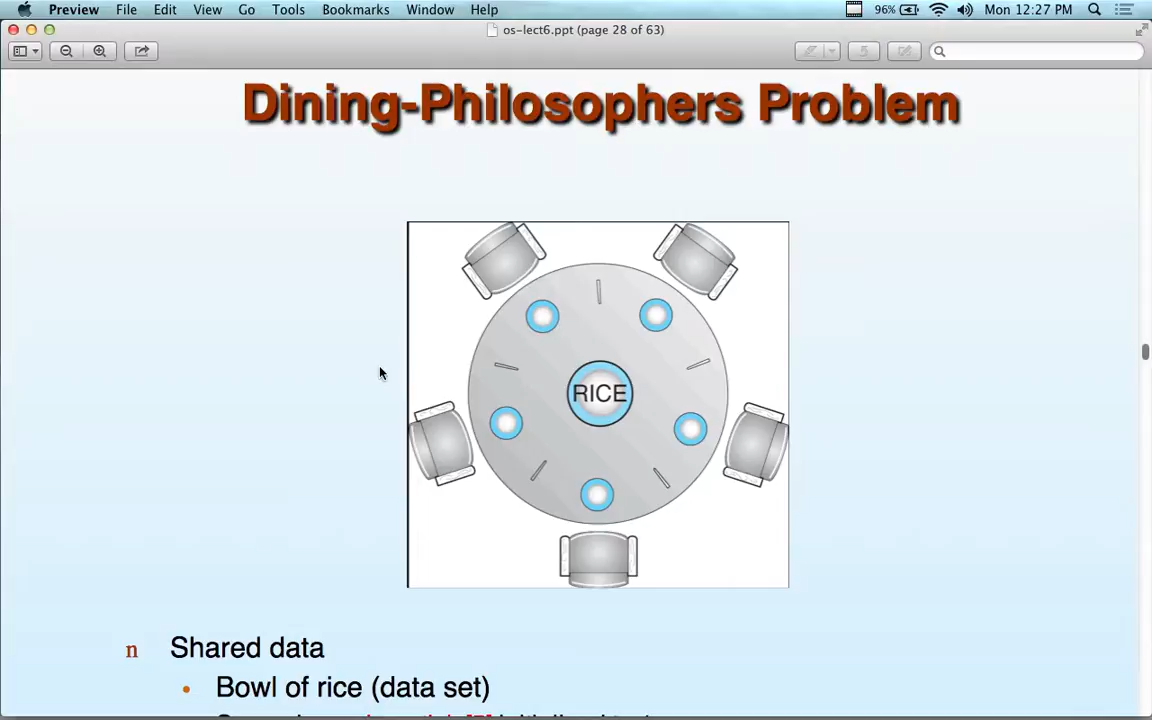 Preview File Edit View Go Tools Bookmarks Window Help 96% Mon 12:27 PM
os-lect6.ppt (page 28 of 63)
Dining-Philosophers Problem
RICE
n Shared data
• Bowl of rice (data set)